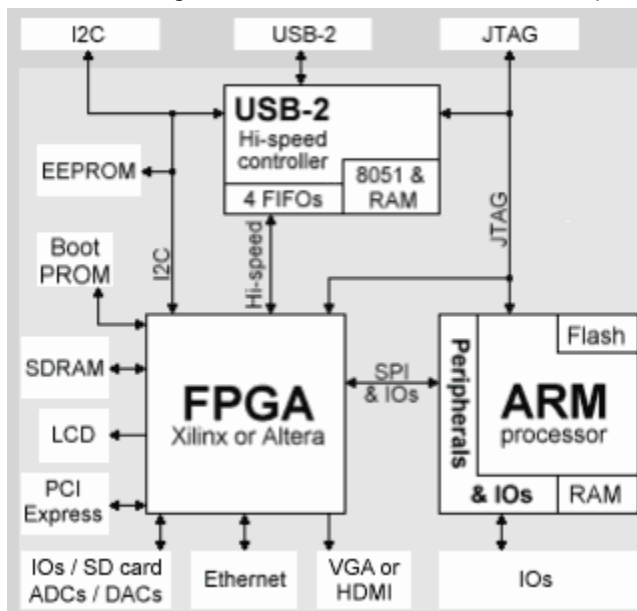 I2C
USB-2
JTAG
USB-2
Hi-speed
controller
8051 &
RAM
4 FIFOs
EEPROM
I2C
Hi-speed
JTAG
Boot
PROM
SDRAM
LCD
PCI
Express
FPGA
Xilinx or Altera
SPI
& IOs
Peripherals
& IOs
Flash
ARM
processor
RAM
IOs / SD card
ADCs / DACs
Ethernet
VGA or
HDMI
IOs